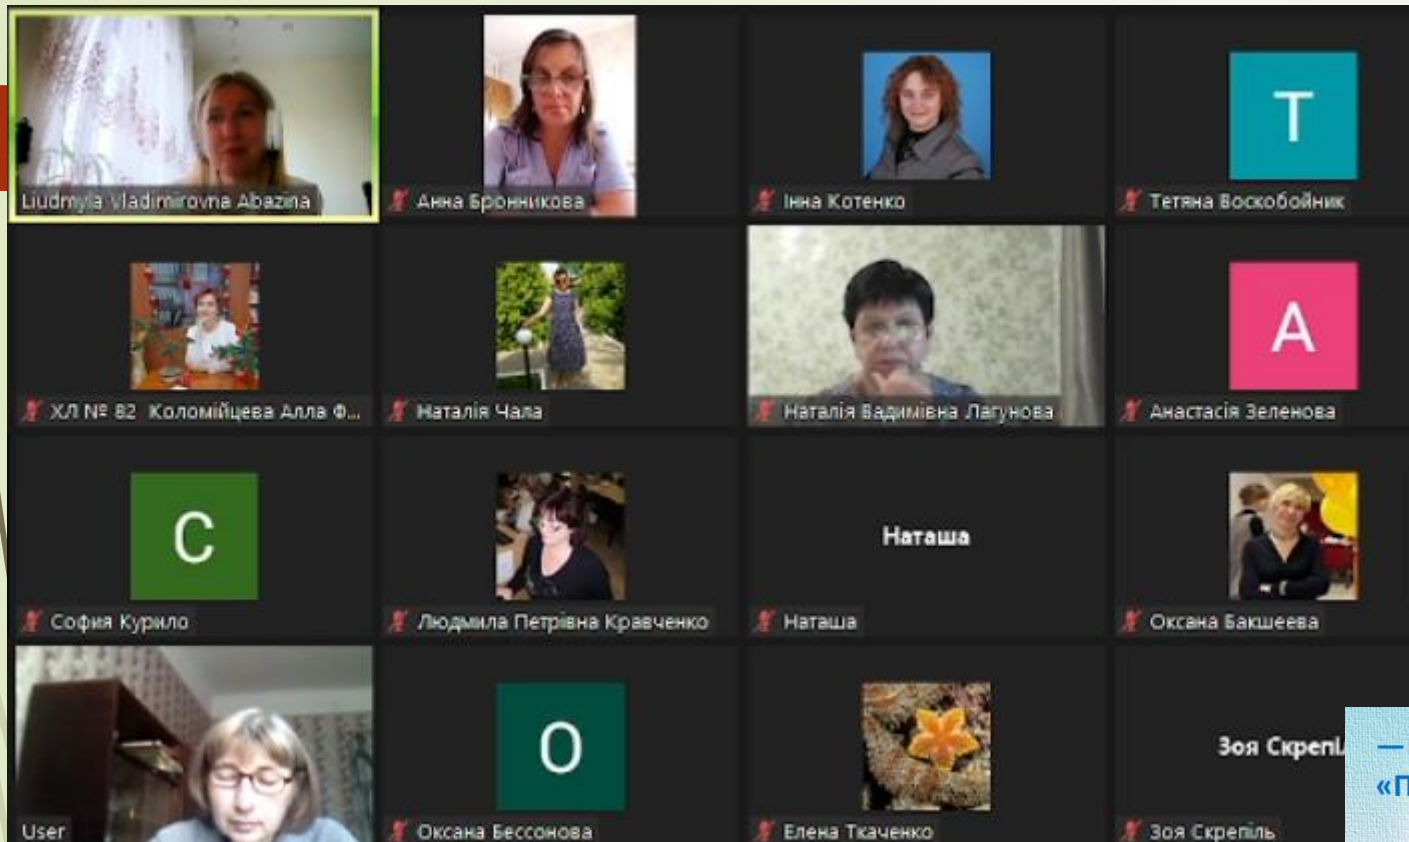 Liudmyla Vladimirovna Abazina
Анна Бронникова
Інна Котенко
Т
Тетяна Воскобойник
ХЛ № 82 Коломійцева Алла Ф...
Наталія Чала
Наталія Вадимівна Лагунова
А
Анастасія Зеленова
С
София Курило
Людмила Петрівна Кравченко
Наташа
Наташа
Оксана Бакшеева
User
О
Оксана Бессонова
Елена Ткаченко
Зоя Скрепіль
Зоя Скрепіль
—
«П